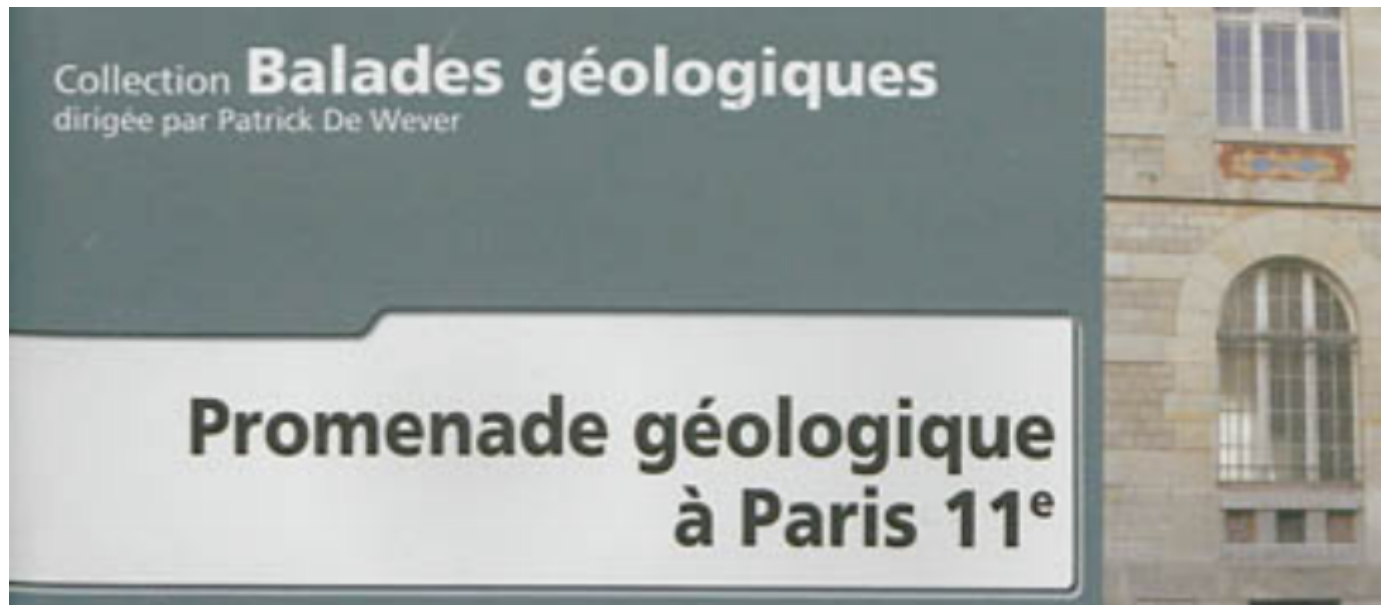 Collection Balades géologiques
dirigée par Patrick De Wever
Promenade géologique
à Paris 11e